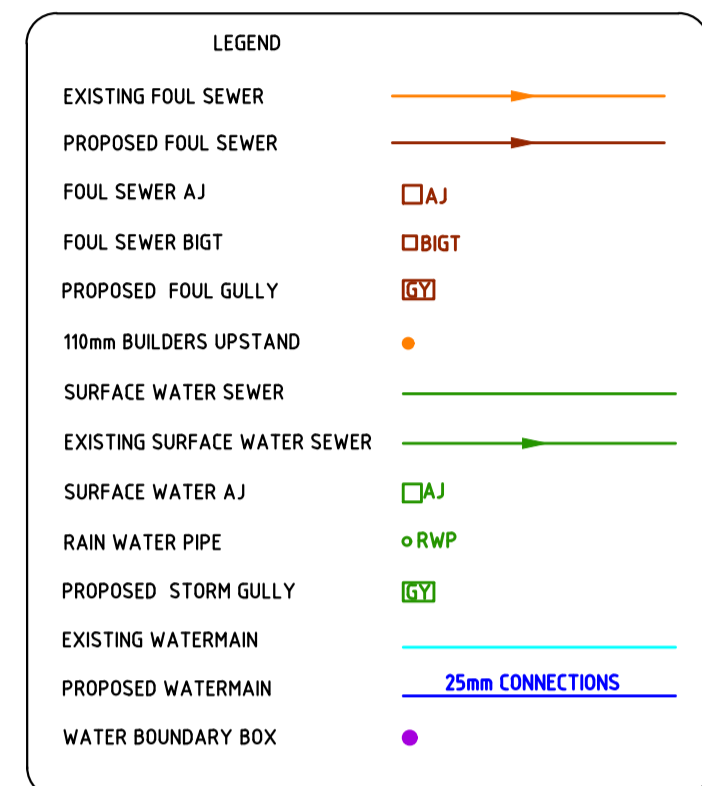 LEGEND
EXISTING FOUL SEWER
PROPOSED FOUL SEWER
FOUL SEWER AJ AJ
FOUL SEWER BIGT BIGT
PROPOSED FOUL GULLY GY
110mm BUILDERS UPSTAND
SURFACE WATER SEWER
EXISTING SURFACE WATER SEWER
SURFACE WATER AJ AJ
RAIN WATER PIPE RWP
PROPOSED STORM GULLY GY
EXISTING WATERMAIN
PROPOSED WATERMAIN 25mm CONNECTIONS
WATER BOUNDARY BOX